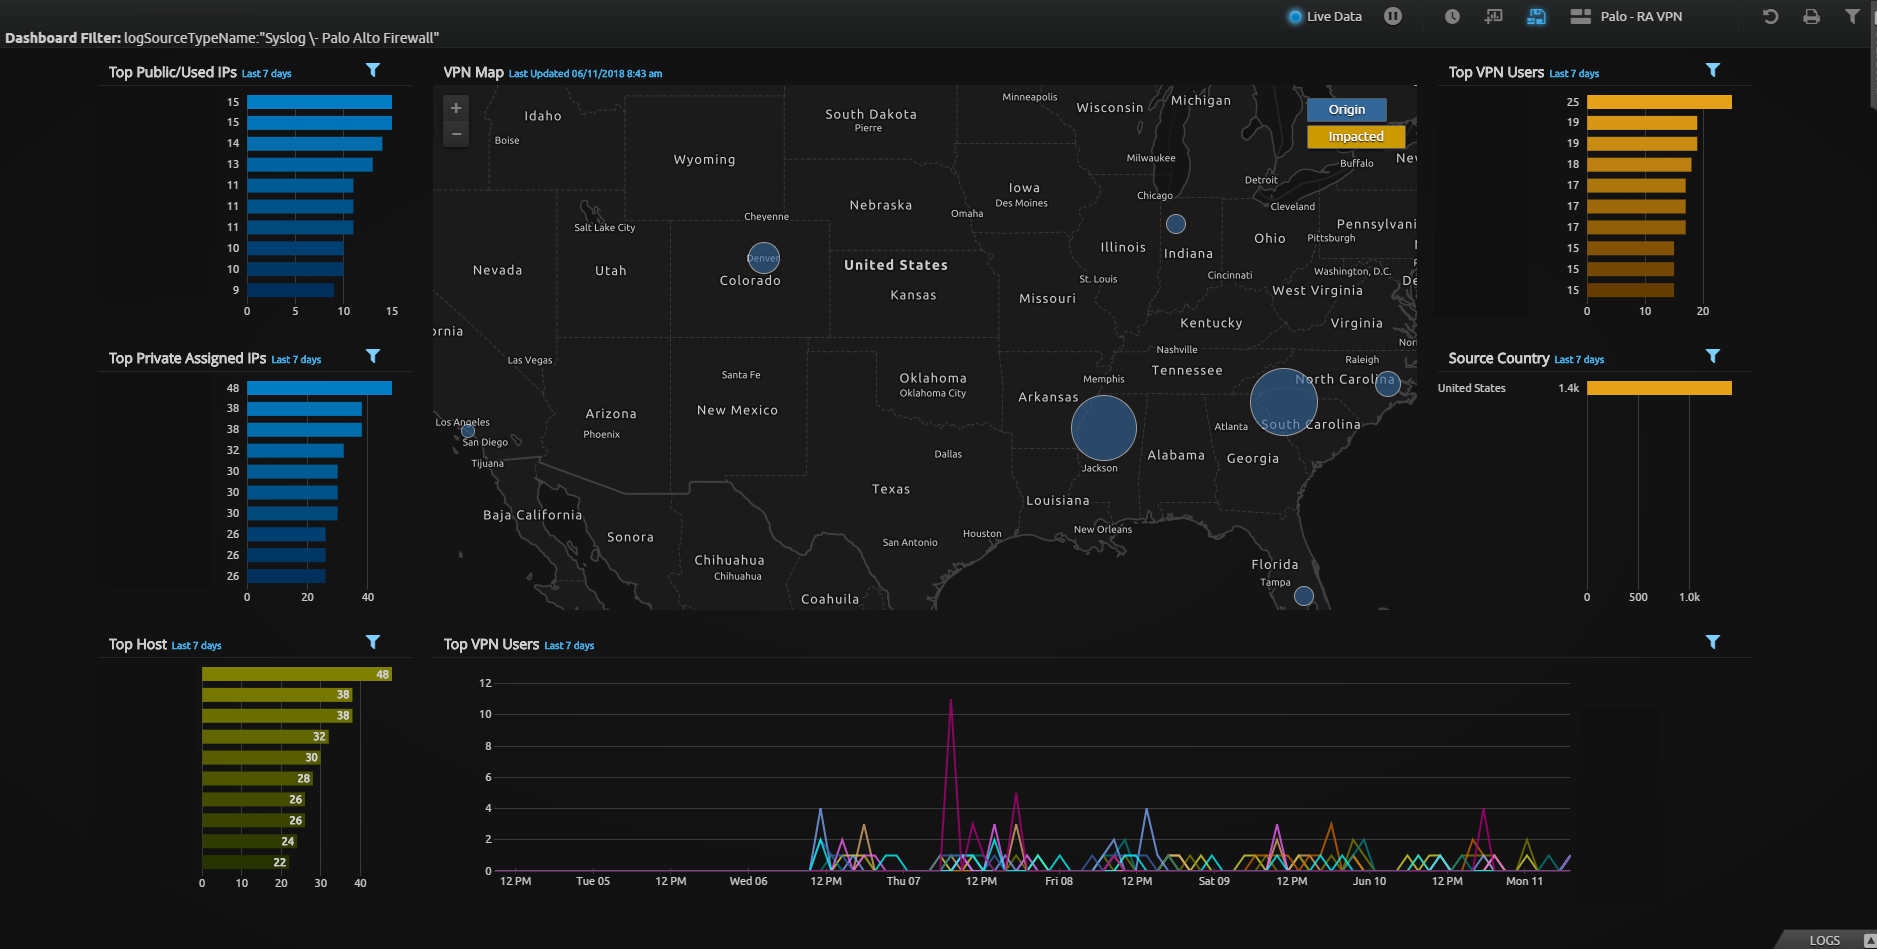 Live Data
Palo - RA VPN
Dashboard Filter: logSourceTypeName:"Syslog \- Palo Alto Firewall"
Top Public/Used IPs Last 7 days
15
15
14
13
11
11
11
10
10
9
0 5 10 15
Top Private Assigned IPs Last 7 days
48
38
38
32
30
30
30
26
26
26
0 20 40
Top Host Last 7 days
48
38
38
32
30
28
26
26
24
22
0 10 20 30 40
VPN Map Last Updated 06/11/2018 8:43 am
+
−
Origin
Impacted
Minneapolis
Wisconsin
Michigan
Idaho
South Dakota
Pierre
Boise
Wyoming
Milwaukee
Buffalo
Nev
Detroit
Iowa
Des Moines
Chicago
Nebraska
Omaha
Cleveland
Cheyenne
Salt Lake City
Pennsylvani
Pittsburgh
Ohio
Illinois
Indiana
Denver
Colorado
United States
Nevada
Utah
Kansas
Missouri
St. Louis
Cincinnati
Washington, D.C.
De
West Virginia
Kentucky
Virginia
ornia
Nor
Las Vegas
Nashville
Raleigh
Santa Fe
Tennessee
Oklahoma
Oklahoma City
Memphis
North Carolina
Arkansas
Arizona
New Mexico
Phoenix
Los Angeles
San Diego
Tijuana
Atlanta
South Carolina
Dallas
Alabama
Georgia
Jackson
Texas
Louisiana
Baja California
Sonora
Houston
New Orleans
San Antonio
Chihuahua
Chihuahua
Florida
Tampa
Coahuila
Top VPN Users Last 7 days
25
19
19
18
17
17
17
15
15
15
0 10 20
Source Country Last 7 days
United States 1.4k
0 500 1.0k
Top VPN Users Last 7 days
12
10
8
6
4
2
0
12 PM Tue 05 12 PM Wed 06 12 PM Thu 07 12 PM Fri 08 12 PM Sat 09 12 PM Jun 10 12 PM Mon 11
LOGS